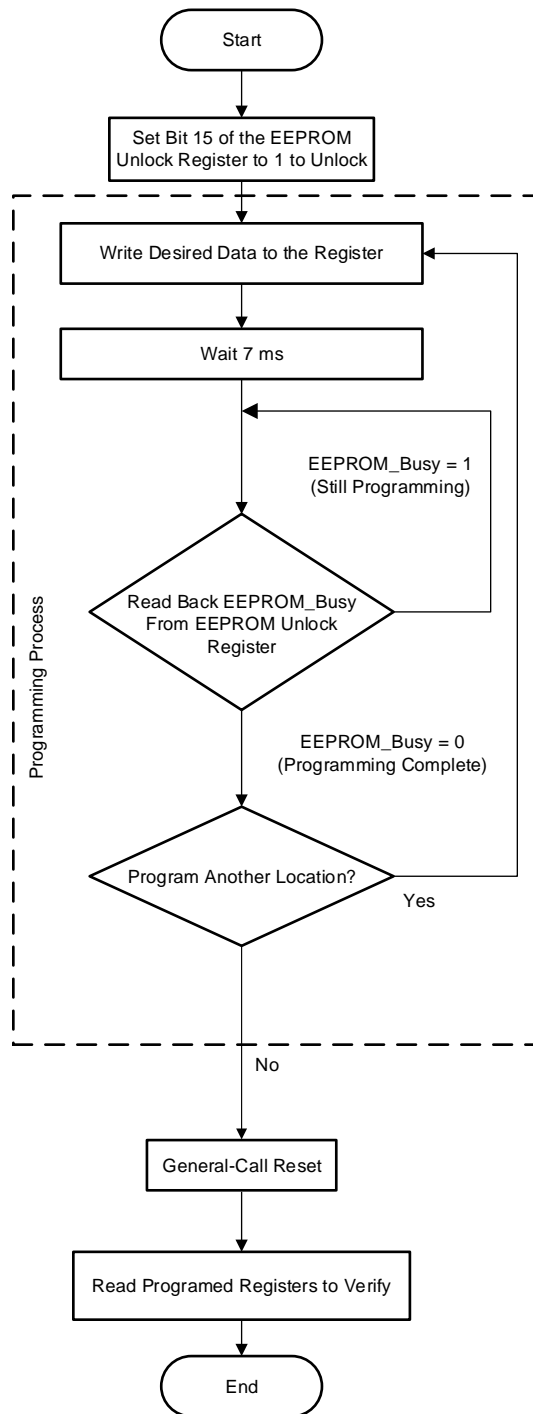 Start
Set Bit 15 of the EEPROM
Unlock Register to 1 to Unlock
Write Desired Data to the Register
Wait 7 ms
EEPROM_Busy = 1
(Still Programming)
Read Back EEPROM_Busy
From EEPROM Unlock
Register
Programming Process
EEPROM_Busy = 0
(Programming Complete)
Program Another Location?
Yes
No
General-Call Reset
Read Programed Registers to Verify
End